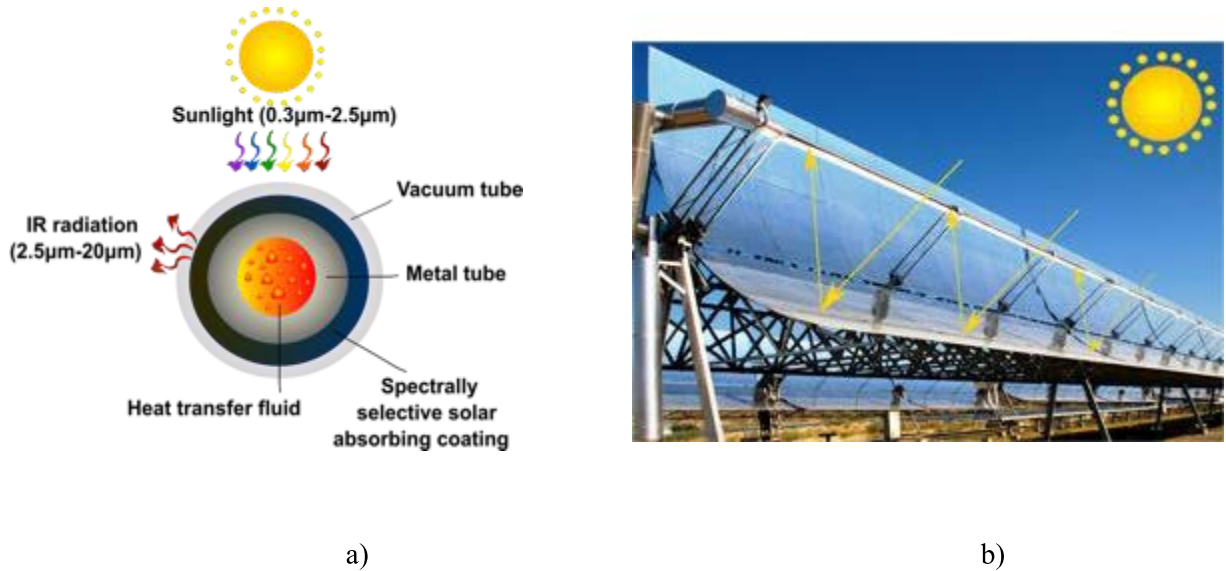 Sunlight (0.3µm-2.5µm)
Vacuum tube
IR radiation
(2.5µm-20µm)
Metal tube
Heat transfer fluid
Spectrally
selective solar
absorbing coating
a)
b)